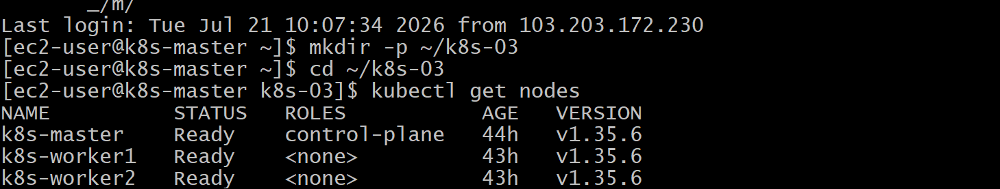 _/m/
Last login: Tue Jul 21 10:07:34 2026 from 103.203.172.230
[ec2-user@k8s-master ~]$ mkdir -p ~/k8s-03
[ec2-user@k8s-master ~]$ cd ~/k8s-03
[ec2-user@k8s-master k8s-03]$ kubectl get nodes
NAME          STATUS   ROLES           AGE   VERSION
k8s-master    Ready    control-plane   44h   v1.35.6
k8s-worker1   Ready    <none>          43h   v1.35.6
k8s-worker2   Ready    <none>          43h   v1.35.6